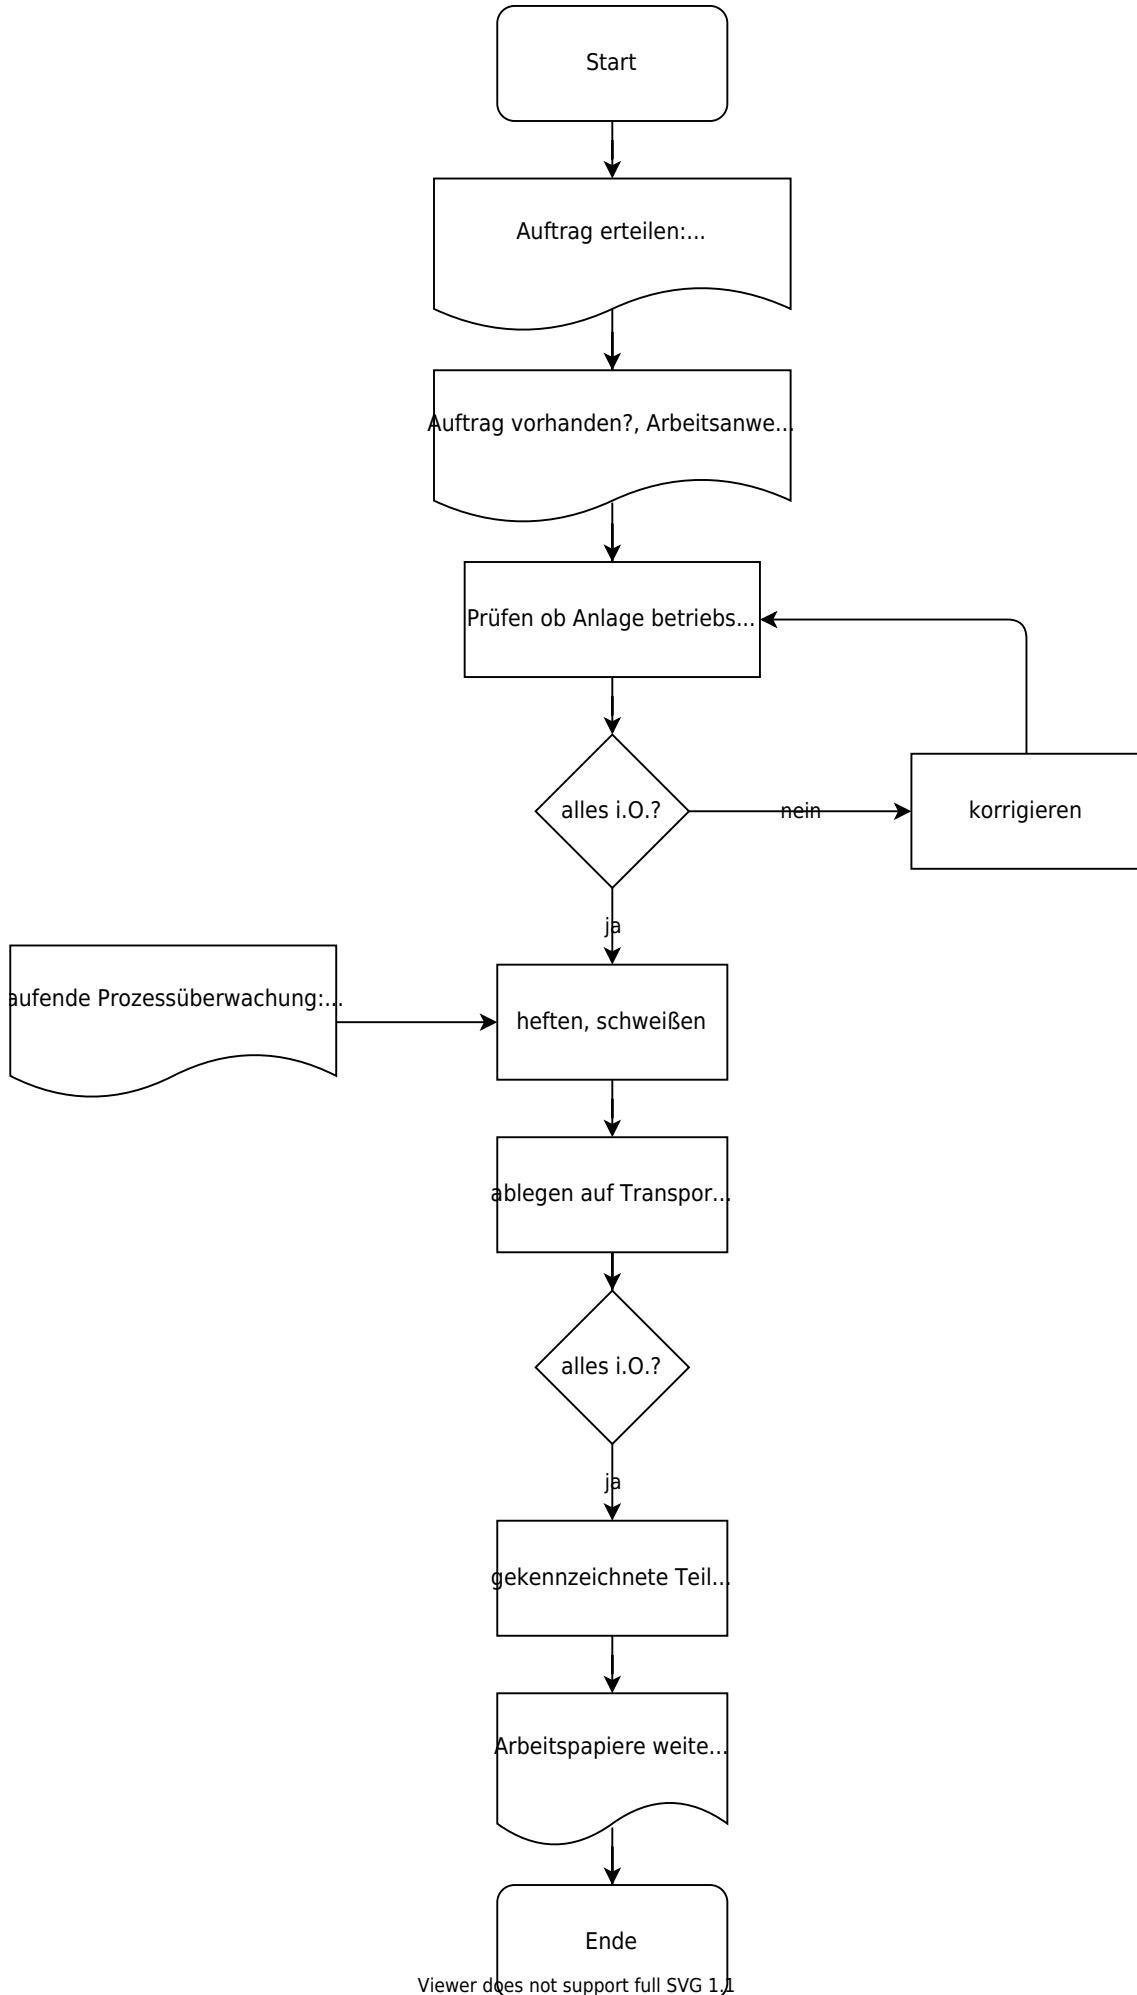 Start
Auftrag erteilen:...
Auftrag vorhanden?, Arbeitsanwe...
Prüfen ob Anlage betriebs...
alles i.O.?
nein
korrigieren
ja
aufende Prozessüberwachung:...
heften, schweißen
ablegen auf Transpor...
alles i.O.?
ja
gekennzeichnete Teil...
Arbeitspapiere weite...
Ende
Viewer does not support full SVG 1.1